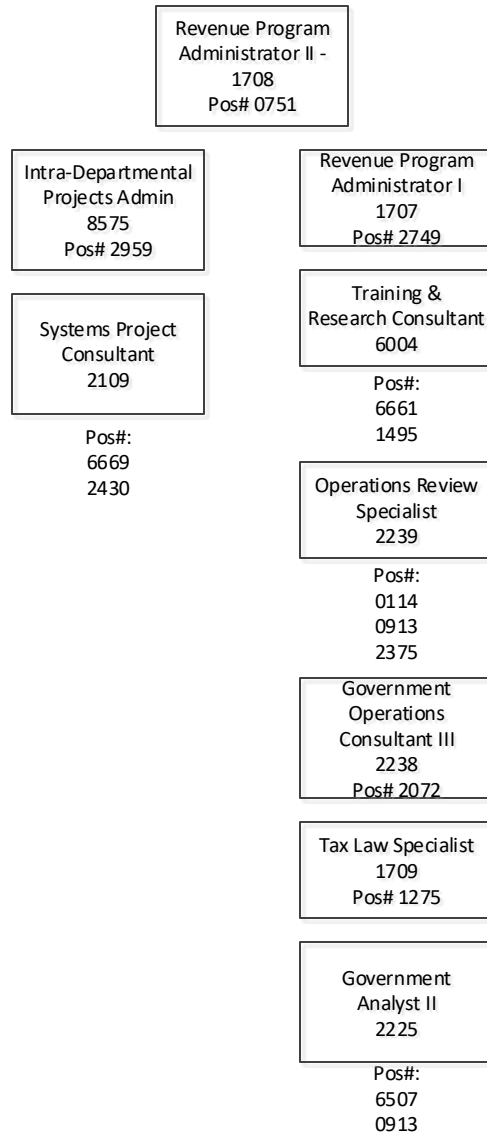 Revenue Program
Administrator II -
1708
Pos# 0751
Intra-Departmental
Projects Admin
8575
Pos# 2959
Systems Project
Consultant
2109
Pos#:
6669
2430
Revenue Program
Administrator I
1707
Pos# 2749
Training &
Research Consultant
6004
Pos#:
6661
1495
Operations Review
Specialist
2239
Pos#:
0114
0913
2375
Government
Operations
Consultant III
2238
Pos# 2072
Tax Law Specialist
1709
Pos# 1275
Government
Analyst II
2225
Pos#:
6507
0913